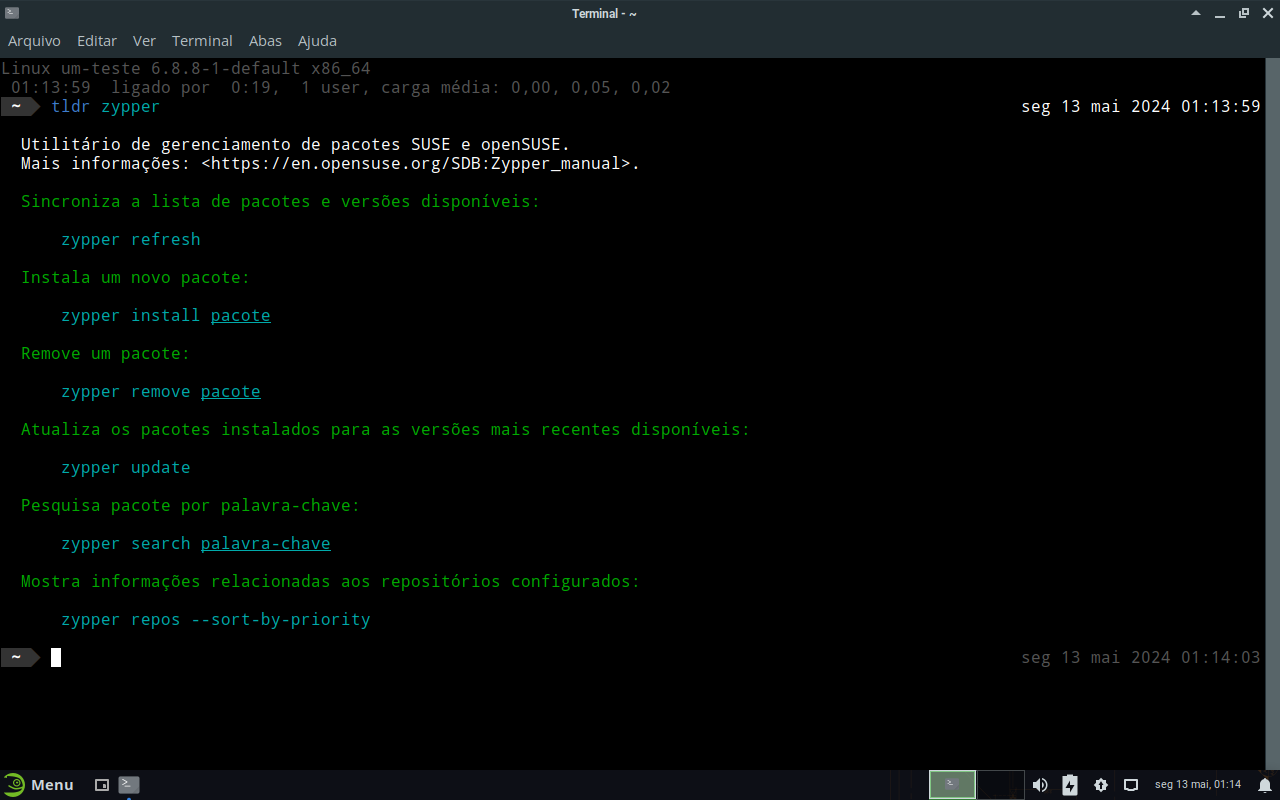 Terminal - ~
Arquivo Editar Ver Terminal Abas Ajuda
Linux um-teste 6.8.8-1-default x86_64
01:13:59 ligado por 0:19, 1 user, carga média: 0,00, 0,05, 0,02
~ tldr zypper seg 13 mai 2024 01:13:59
Utilitário de gerenciamento de pacotes SUSE e openSUSE.
Mais informações: <https://en.opensuse.org/SDB:Zypper_manual>.
Sincroniza a lista de pacotes e versões disponíveis:
zypper refresh
Instala um novo pacote:
zypper install pacote
Remove um pacote:
zypper remove pacote
Atualiza os pacotes instalados para as versões mais recentes disponíveis:
zypper update
Pesquisa pacote por palavra-chave:
zypper search palavra-chave
Mostra informações relacionadas aos repositórios configurados:
zypper repos --sort-by-priority
~ seg 13 mai 2024 01:14:03
Menu seg 13 mai, 01:14